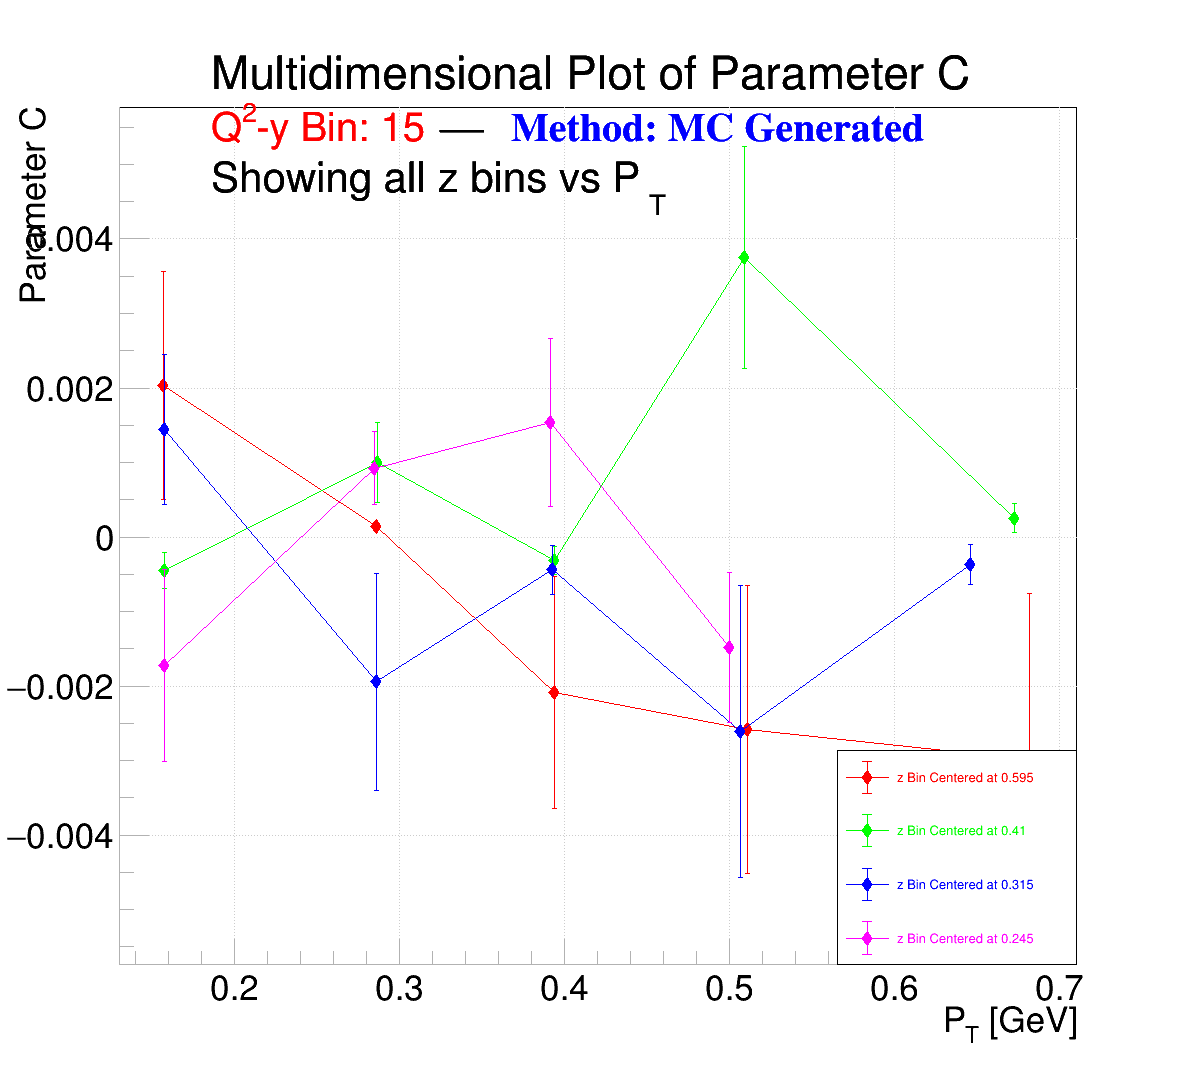 Multidimensional Plot of Parameter C
Q²-y Bin: 15 — Method: MC Generated
Showing all z bins vs P_T
Parameter C
0.004
0.002
0
−0.002
−0.004
z Bin Centered at 0.595
z Bin Centered at 0.41
z Bin Centered at 0.315
z Bin Centered at 0.245
0.2 0.3 0.4 0.5 0.6 0.7
P_T [GeV]